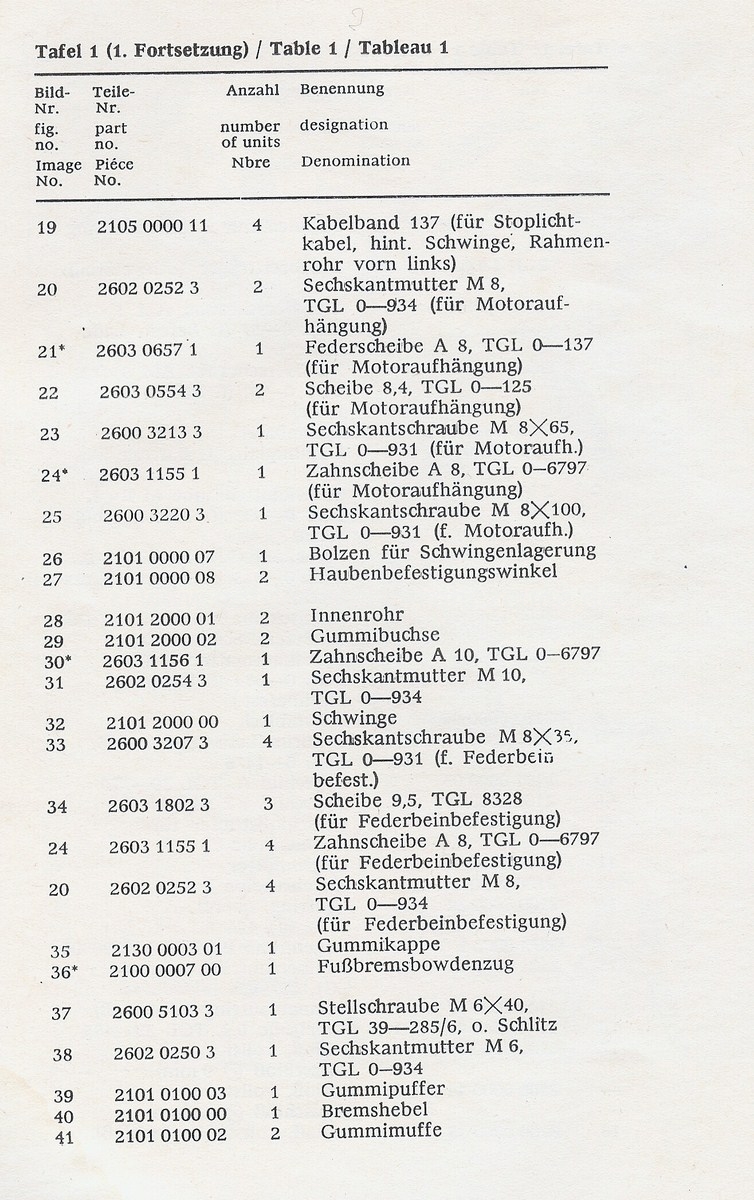 Tafel 1 (1. Fortsetzung) / Table 1 / Tableau 1
Bild- Teile- Anzahl Benennung
Nr. Nr.
fig. part number designation
no. no. of units
Image Piéce Nbre Denomination
No. No.
19 2105 0000 11 4 Kabelband 137 (für Stoplicht-
kabel, hint. Schwinge, Rahmen-
rohr vorn links)
20 2602 0252 3 2 Sechskantmutter M 8,
TGL 0—934 (für Motorauf-
hängung)
21* 2603 0657 1 1 Federscheibe A 8, TGL 0—137
(für Motoraufhängung)
22 2603 0554 3 2 Scheibe 8,4, TGL 0—125
(für Motoraufhängung)
23 2600 3213 3 1 Sechskantschraube M 8×65,
TGL 0—931 (für Motoraufh.)
24* 2603 1155 1 1 Zahnscheibe A 8, TGL 0—6797
(für Motoraufhängung)
25 2600 3220 3 1 Sechskantschraube M 8×100,
TGL 0—931 (f. Motoraufh.)
26 2101 0000 07 1 Bolzen für Schwingenlagerung
27 2101 0000 08 2 Haubenbefestigungswinkel
28 2101 2000 01 2 Innenrohr
29 2101 2000 02 2 Gummibuchse
30* 2603 1156 1 1 Zahnscheibe A 10, TGL 0—6797
31 2602 0254 3 1 Sechskantmutter M 10,
TGL 0—934
32 2101 2000 00 1 Schwinge
33 2600 3207 3 4 Sechskantschraube M 8×35,
TGL 0—931 (f. Federbein
befest.)
34 2603 1802 3 3 Scheibe 9,5, TGL 8328
(für Federbeinbefestigung)
24 2603 1155 1 4 Zahnscheibe A 8, TGL 0—6797
(für Federbeinbefestigung)
20 2602 0252 3 4 Sechskantmutter M 8,
TGL 0—934
(für Federbeinbefestigung)
35 2130 0003 01 1 Gummikappe
36* 2100 0007 00 1 Fußbremsbowdenzug
37 2600 5103 3 1 Stellschraube M 6×40,
TGL 39—285/6, o. Schlitz
38 2602 0250 3 1 Sechskantmutter M 6,
TGL 0—934
39 2101 0100 03 1 Gummipuffer
40 2101 0100 00 1 Bremshebel
41 2101 0100 02 2 Gummimuffe